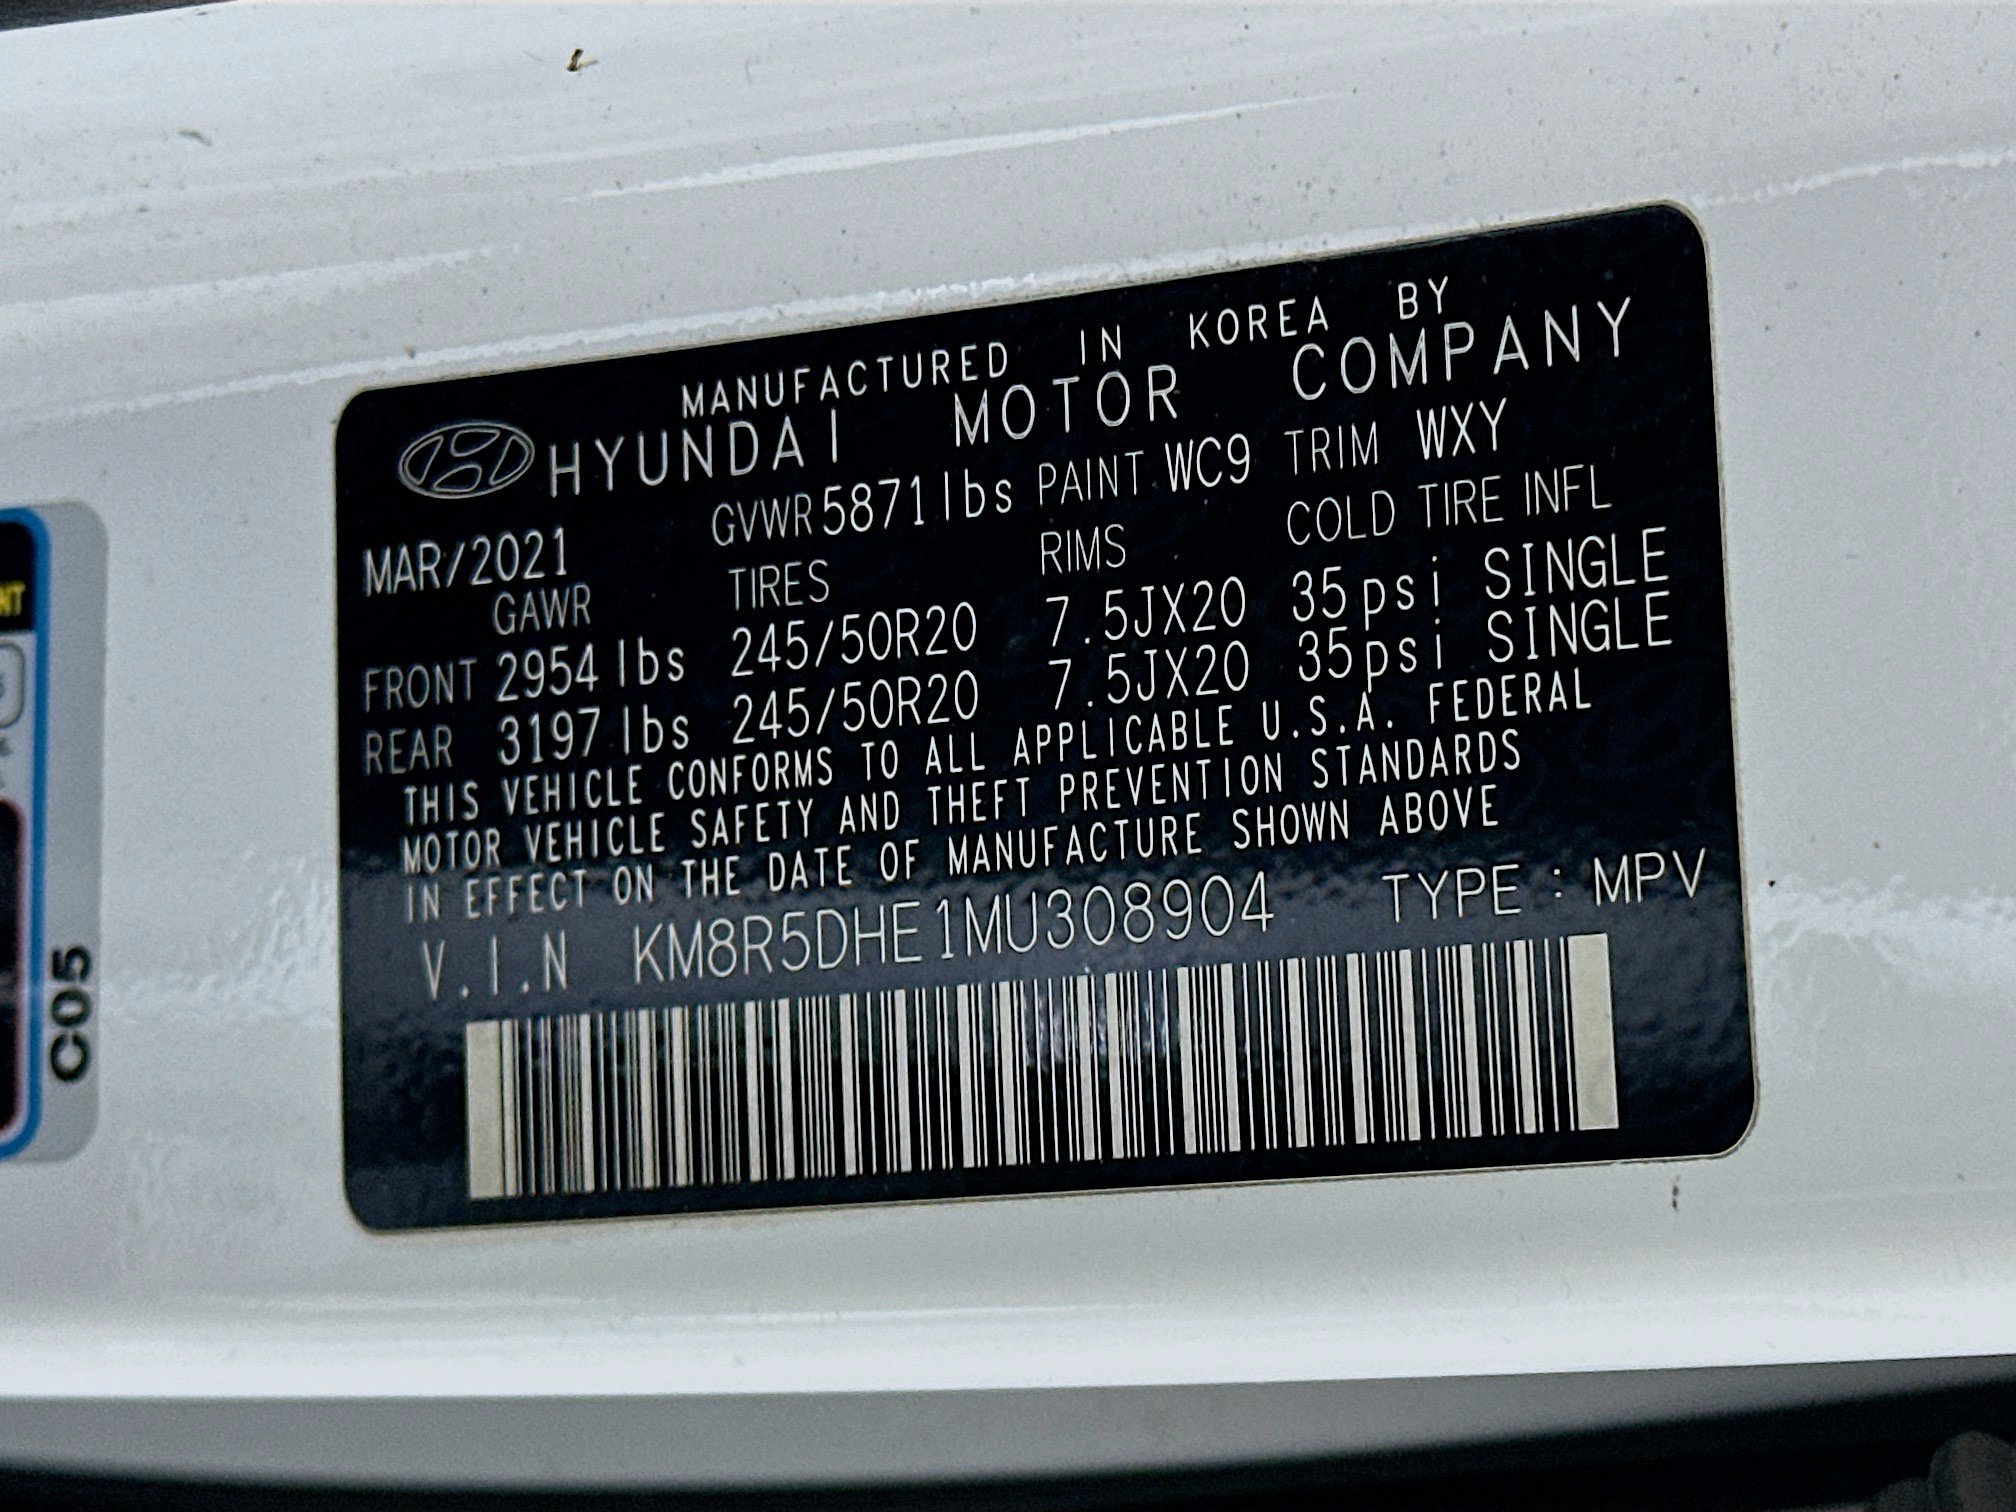 MANUFACTURED IN KOREA BY
HYUNDAI MOTOR COMPANY
MAR/2021 GVWR 5871 lbs PAINT WC9 TRIM WXY
GAWR TIRES RIMS COLD TIRE INFL
FRONT 2954 lbs 245/50R20 7.5JX20 35psi SINGLE
REAR 3197 lbs 245/50R20 7.5JX20 35psi SINGLE
THIS VEHICLE CONFORMS TO ALL APPLICABLE U.S.A. FEDERAL
MOTOR VEHICLE SAFETY AND THEFT PREVENTION STANDARDS
IN EFFECT ON THE DATE OF MANUFACTURE SHOWN ABOVE
V.I.N KM8R5DHE1MU308904 TYPE : MPV
C05